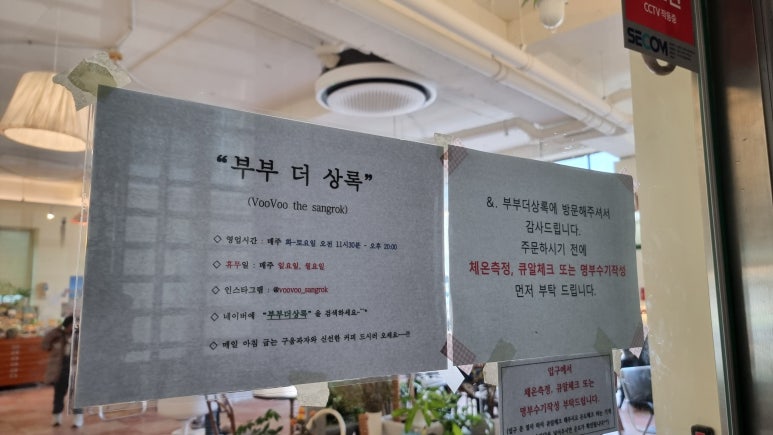 "부부 더 상록"
(VooVoo the sangrok)
◇ 영업시간 : 매주 화-토요일 오전 11시30분 - 오후 20:00
◇ 휴무일 : 매주 일요일, 월요일
◇ 인스타그램 : @voovoo_sangrok
◇ 네이버에 "부부더상록" 을 검색하세요~^^*
◇ 매일 아침 굽는 구움과자와 신선한 커피 드시러 오세요~~!!!
&. 부부더상록에 방문해주셔서
감사드립니다.
주문하시기 전에
체온측정, 큐알체크 또는 명부수기작성
먼저 부탁 드립니다.
입구에서
체온측정, 큐알체크 또는
명부수기작성 부탁드립니다.
CCTV 작동중
SECOM